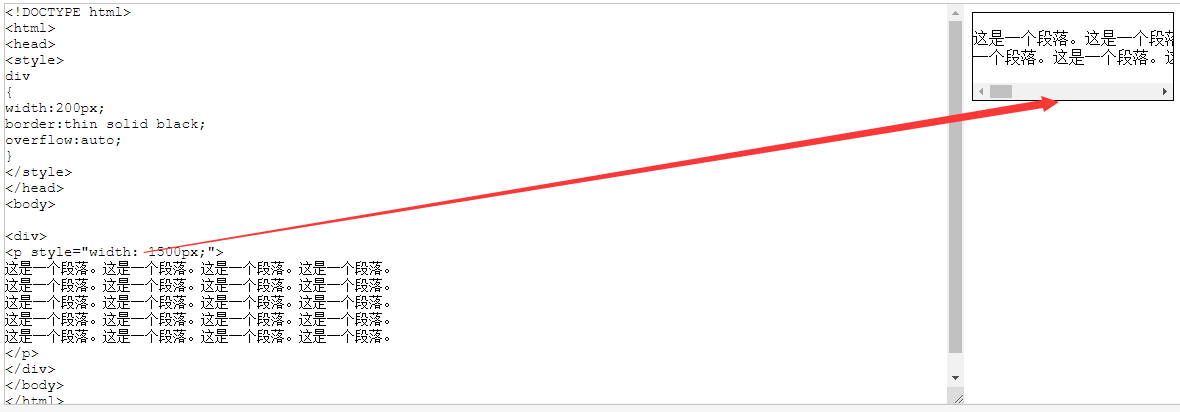 <!DOCTYPE html>
<html>
<head>
<style>
div
{
width:200px;
border:thin solid black;
overflow:auto;
}
</style>
</head>
<body>
<div>
<p style="width: 1500px;">
这是一个段落。这是一个段落。这是一个段落。这是一个段落。
这是一个段落。这是一个段落。这是一个段落。这是一个段落。
这是一个段落。这是一个段落。这是一个段落。这是一个段落。
这是一个段落。这是一个段落。这是一个段落。这是一个段落。
这是一个段落。这是一个段落。这是一个段落。这是一个段落。
</p>
</div>
</body>
</html>
这是一个段落。这是一个段落
一个段落。这是一个段落。这